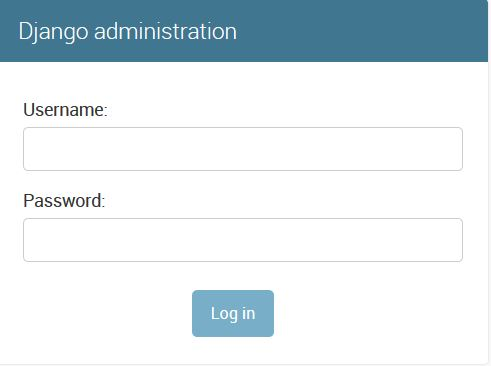 Django administration
Username:
Password:
Log in